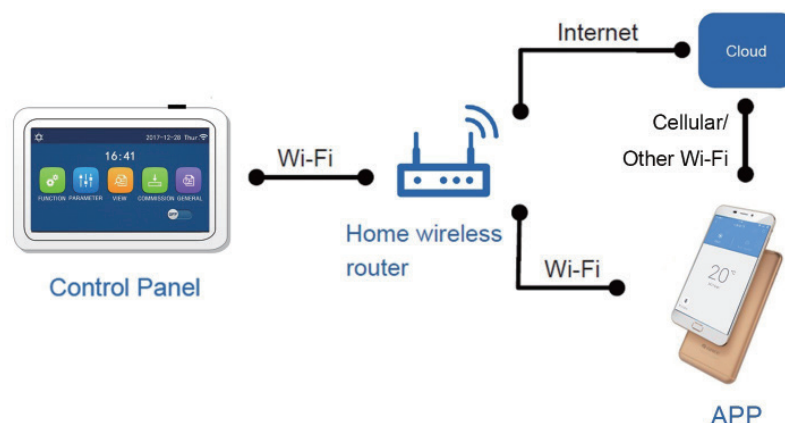 Internet
Cloud
Cellular/
Other Wi-Fi
2017-12-28 Thur
16:41
Wi-Fi
FUNCTION PARAMETER VIEW COMMISSION GENERAL
OFF
Home wireless
router
Wi-Fi
20°
Control Panel
APP